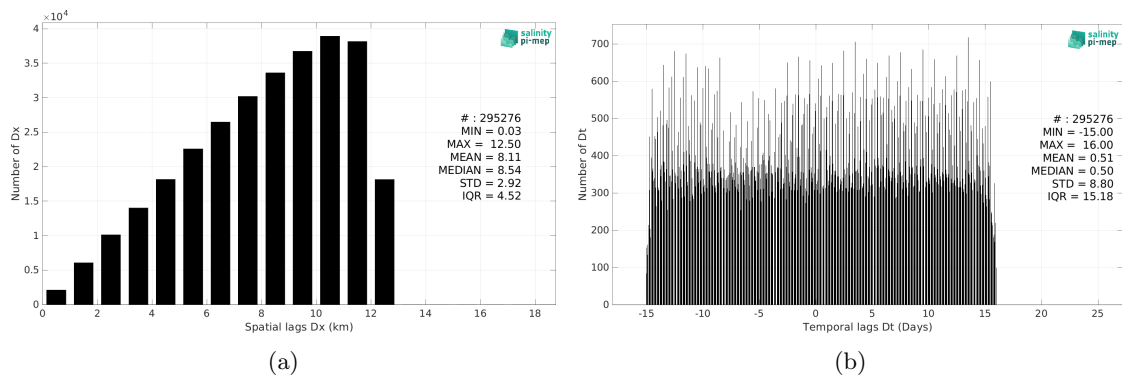 ×10⁴
4
3.5
3
2.5
2
1.5
1
0.5
0
Number of Dx
0 2 4 6 8 10 12 14 16 18
Spatial lags Dx (km)
salinity
pi-mep
# : 295276
MIN = 0.03
MAX = 12.50
MEAN = 8.11
MEDIAN = 8.54
STD = 2.92
IQR = 4.52
(a)
700
600
500
400
300
200
100
0
Number of Dt
-15 -10 -5 0 5 10 15 20 25
Temporal lags Dt (Days)
salinity
pi-mep
# : 295276
MIN = -15.00
MAX = 16.00
MEAN = 0.51
MEDIAN = 0.50
STD = 8.80
IQR = 15.18
(b)